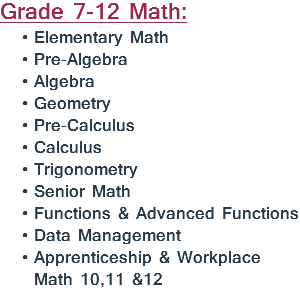 Grade 7-12 Math:
• Elementary Math
• Pre-Algebra
• Algebra
• Geometry
• Pre-Calculus
• Calculus
• Trigonometry
• Senior Math
• Functions & Advanced Functions
• Data Management
• Apprenticeship & Workplace
Math 10,11 &12